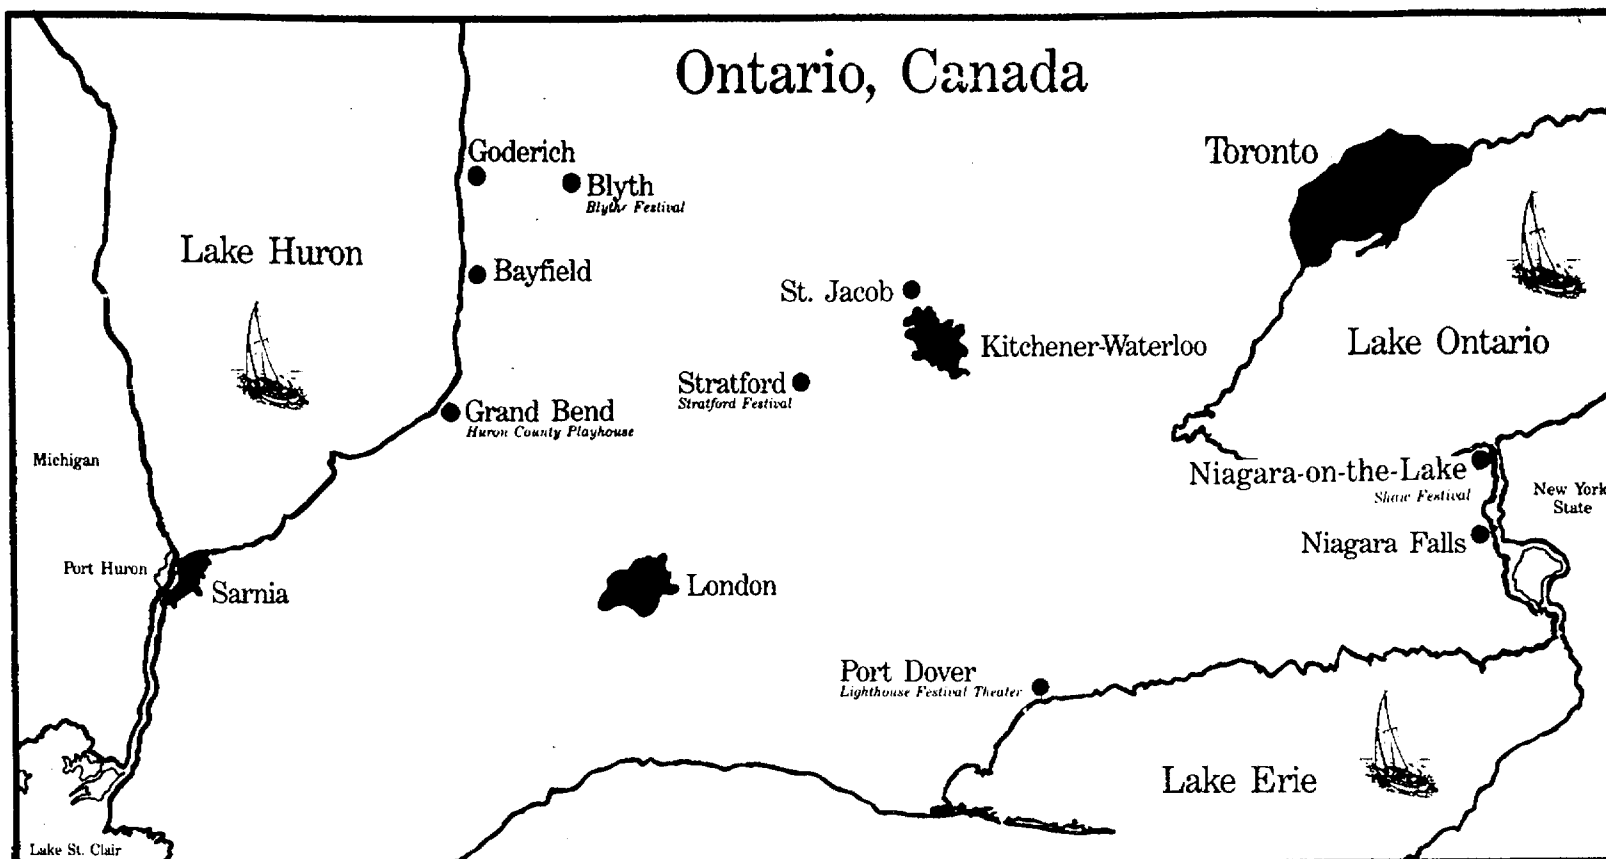 Ontario, Canada
Goderich
Toronto
Blyth
Blyth Festival
Lake Huron
Bayfield
St. Jacob
Kitchener-Waterloo
Lake Ontario
Stratford
Stratford Festival
Grand Bend
Huron County Playhouse
Michigan
Niagara-on-the-Lake
Shaw Festival
New York
State
Niagara Falls
Port Huron
Sarnia
London
Port Dover
Lighthouse Festival Theater
Lake Erie
Lake St. Clair